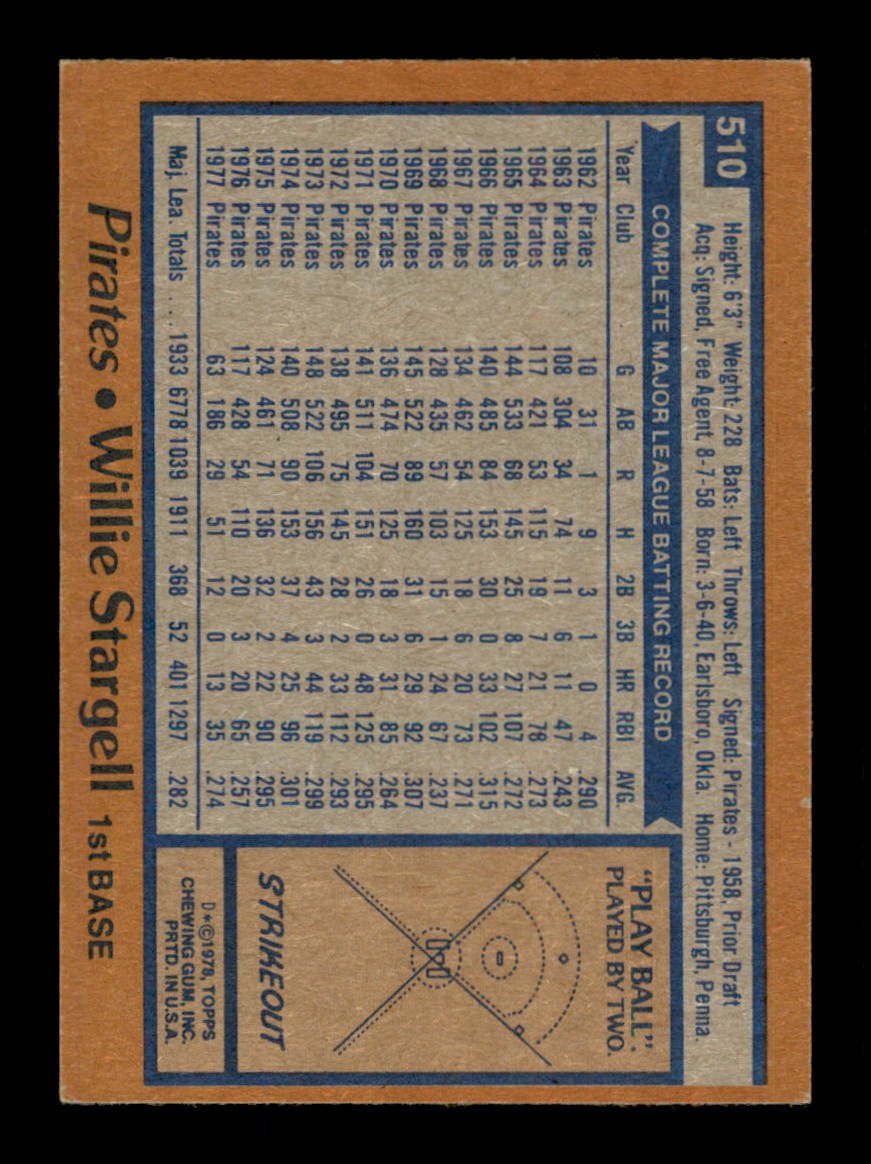 510
Height: 6'3" Weight: 228 Bats: Left Throws: Left Signed: Pirates - 1958, Prior Draft
Acq: Signed, Free Agent, 8-7-58 Born: 3-6-40, Earlsboro, Okla. Home: Pittsburgh, Penna.
COMPLETE MAJOR LEAGUE BATTING RECORD
Year Club G AB R H 2B 3B HR RBI AVG.
1962 Pirates 10 31 1 9 3 1 0 4 .290
1963 Pirates 108 304 34 74 11 6 11 47 .243
1964 Pirates 117 421 53 115 19 7 21 78 .273
1965 Pirates 144 533 68 145 25 8 27 107 .272
1966 Pirates 140 485 84 153 30 0 33 102 .315
1967 Pirates 134 462 54 125 18 6 20 73 .271
1968 Pirates 128 435 57 103 15 1 24 67 .237
1969 Pirates 145 522 89 160 31 6 29 92 .307
1970 Pirates 136 474 70 125 18 3 31 85 .264
1971 Pirates 141 511 104 151 26 0 48 125 .295
1972 Pirates 138 495 75 145 28 2 33 112 .293
1973 Pirates 148 522 106 156 43 3 44 119 .299
1974 Pirates 140 508 90 153 37 4 25 96 .301
1975 Pirates 124 461 71 136 32 2 22 90 .295
1976 Pirates 117 428 54 110 20 3 20 65 .257
1977 Pirates 63 186 29 51 12 0 13 35 .274
Maj. Lea. Totals . . . 1933 6778 1039 1911 368 52 401 1297 .282
"PLAY BALL".
PLAYED BY TWO.
STRIKEOUT
D*©1978, TOPPS
CHEWING GUM, INC.
PRTD. IN U.S.A.
Pirates • Willie Stargell 1st BASE